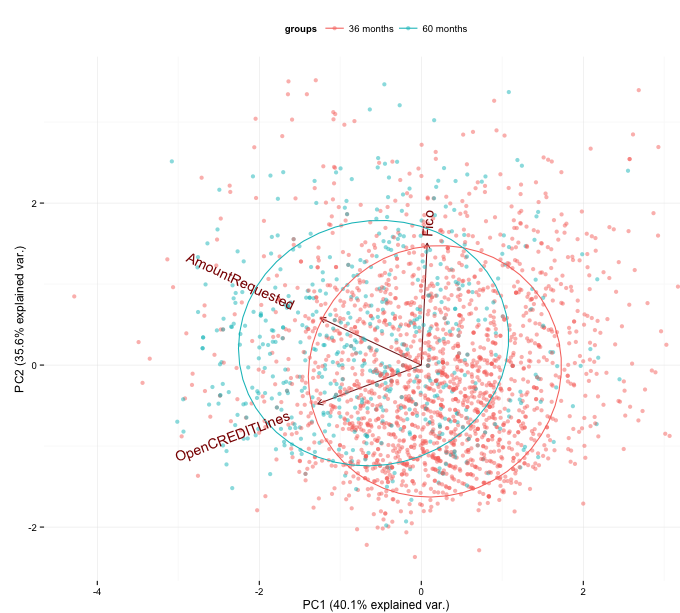 groups 36 months 60 months
Fico
AmountRequested
OpenCREDITLines
PC2 (35.6% explained var.)
2
0
-2
-4 -2 0 2
PC1 (40.1% explained var.)